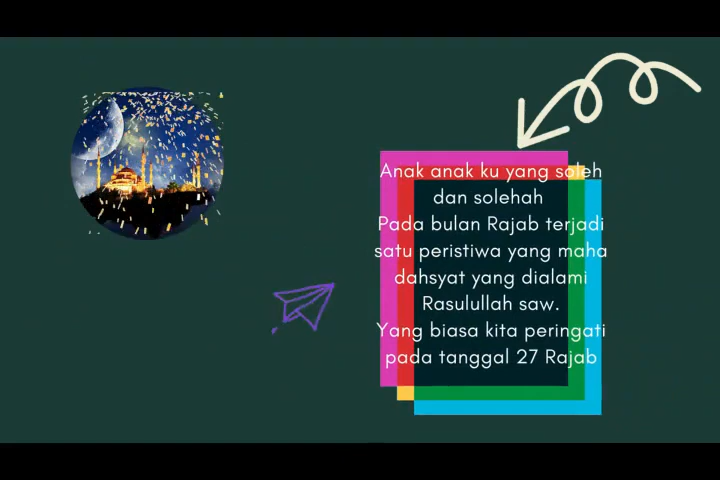 Anak anak ku yang soleh
dan solehah
Pada bulan Rajab terjadi
satu peristiwa yang maha
dahsyat yang dialami
Rasulullah saw.
Yang biasa kita peringati
pada tanggal 27 Rajab